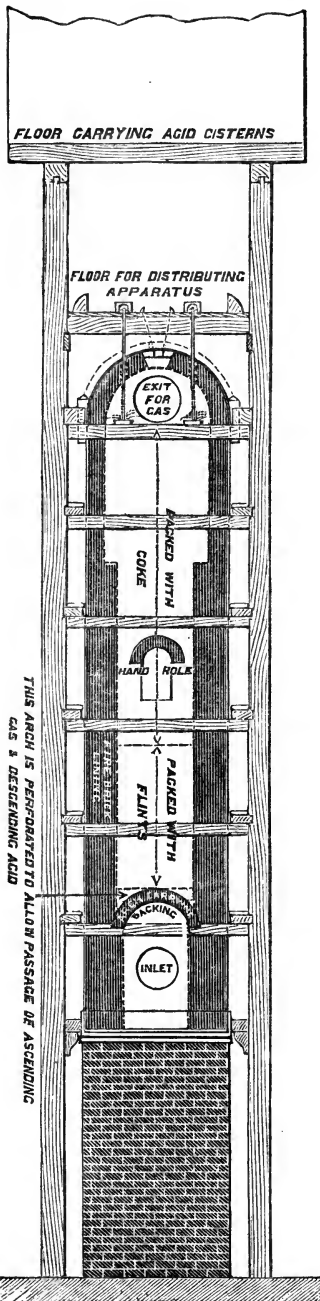 FLOOR CARRYING ACID CISTERNS
FLOOR FOR DISTRIBUTING
APPARATUS
EXIT
FOR
GAS
PACKED WITH
COKE
HAND HOLE
PACKED WITH
FLINTS
PACKING
INLET
THIS ARCH IS PERFORATED TO ALLOW PASSAGE OF ASCENDING
GAS & DESCENDING ACID